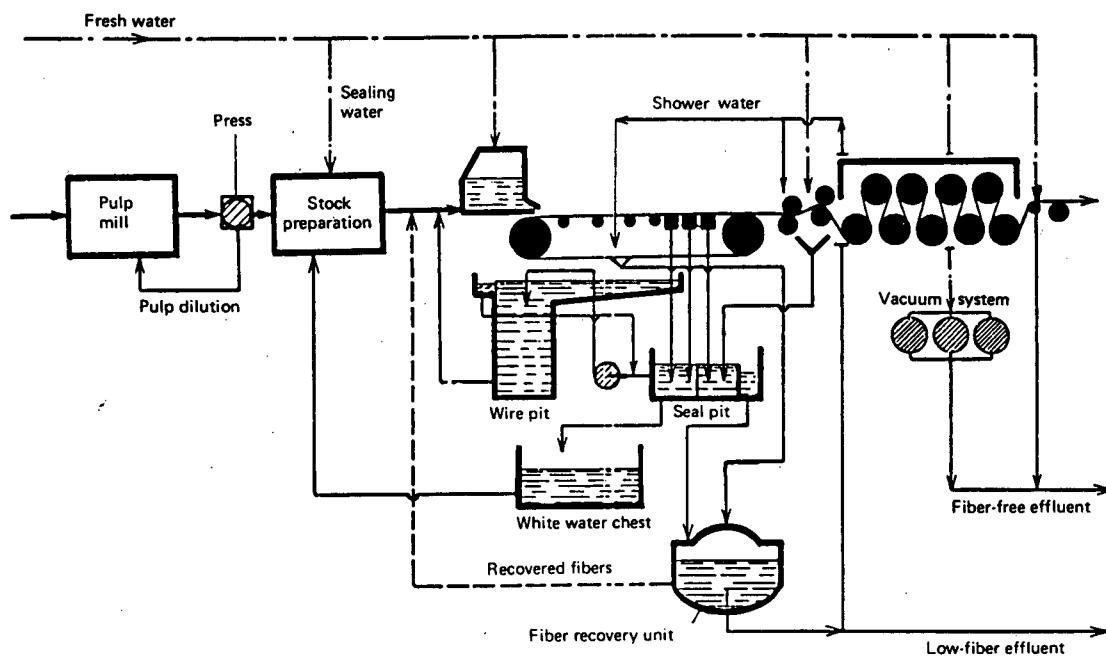 Fresh water
Sealing
water
Shower water
Press
Pulp
mill
Stock
preparation
Pulp dilution
Vacuum system
Wire pit
Seal pit
White water chest
Fiber-free effluent
Recovered fibers
Fiber recovery unit
Low-fiber effluent